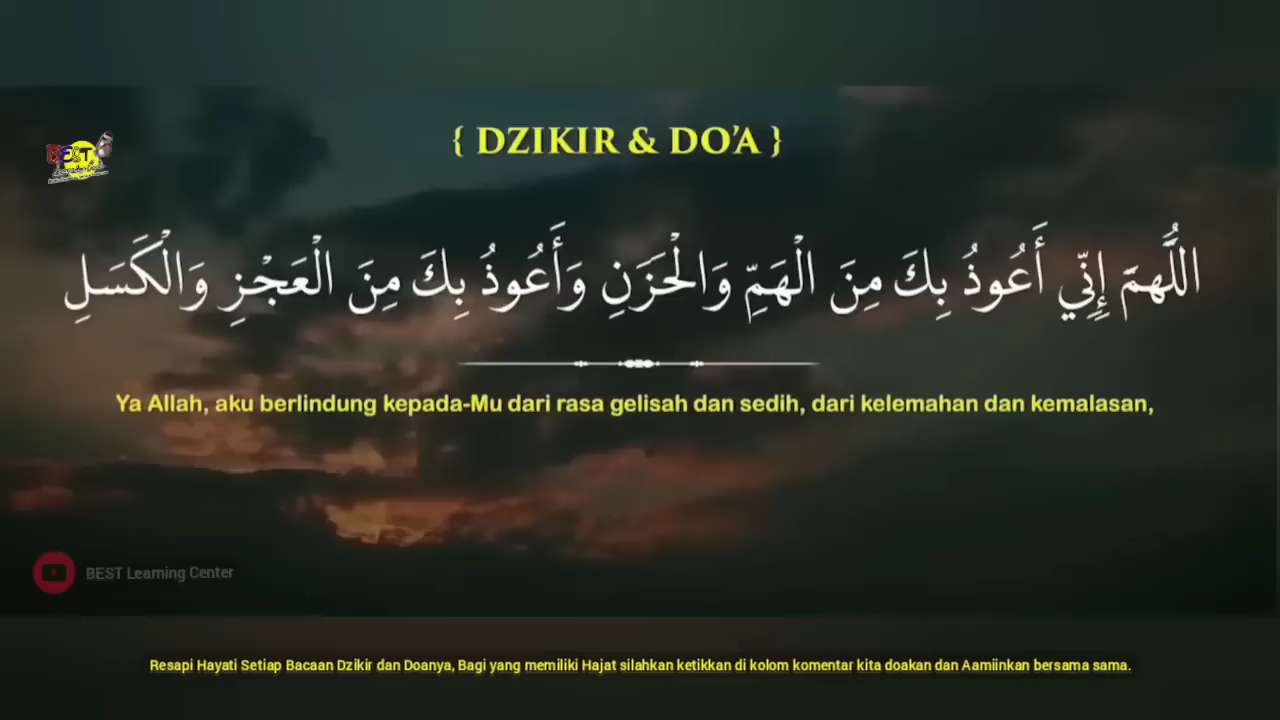 BEST
{ DZIKIR & DO'A }
اللَّهُمَّ إِنِّي أَعُوذُ بِكَ مِنَ الْهَمِّ وَالْحَزَنِ وَأَعُوذُ بِكَ مِنَ الْعَجْزِ وَالْكَسَلِ
Ya Allah, aku berlindung kepada-Mu dari rasa gelisah dan sedih, dari kelemahan dan kemalasan,
BEST Learning Center
Resapi Hayati Setiap Bacaan Dzikir dan Doanya, Bagi yang memiliki Hajat silahkan ketikkan di kolom komentar kita doakan dan Aamiinkan bersama sama.